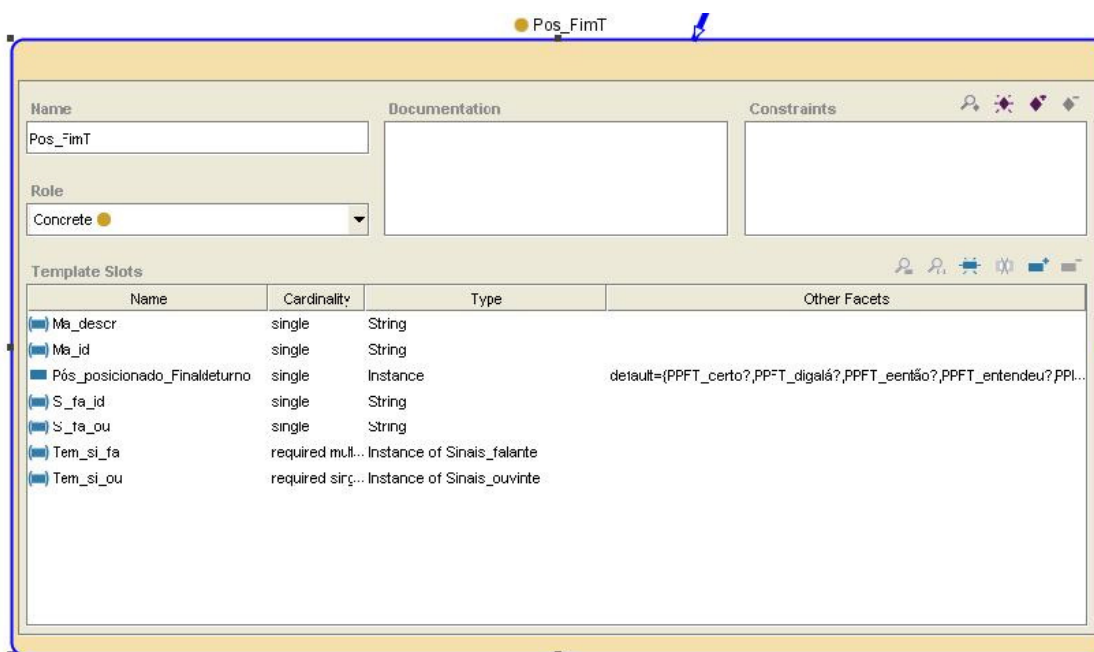 Pos_FimT
Name
Documentation
Constraints
Pos_FimT
Role
Concrete
Template Slots
Name Cardinality Type Other Facets
Ma_descr single String
Ma_id single String
Pós_posicionado_Finaldeturno single Instance default={PPFT_certo?,PPFT_digalá?,PPFT_eentão?,PPFT_entendeu?,PPI...
S_fa_id single String
S_fa_ou single String
Tem_si_fa required mult... Instance of Sinais_falante
Tem_si_ou required sing... Instance of Sinais_ouvinte